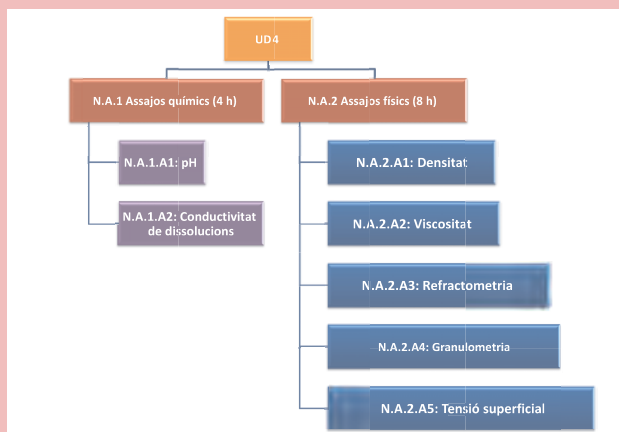 UD4
N.A.1 Assajos químics (4 h)
N.A.2 Assajos físics (8 h)
N.A.1.A1: pH
N.A.1.A2: Conductivitat
de dissolucions
N.A.2.A1: Densitat
N.A.2.A2: Viscositat
N.A.2.A3: Refractometria
N.A.2.A4: Granulometria
N.A.2.A5: Tensió superficial